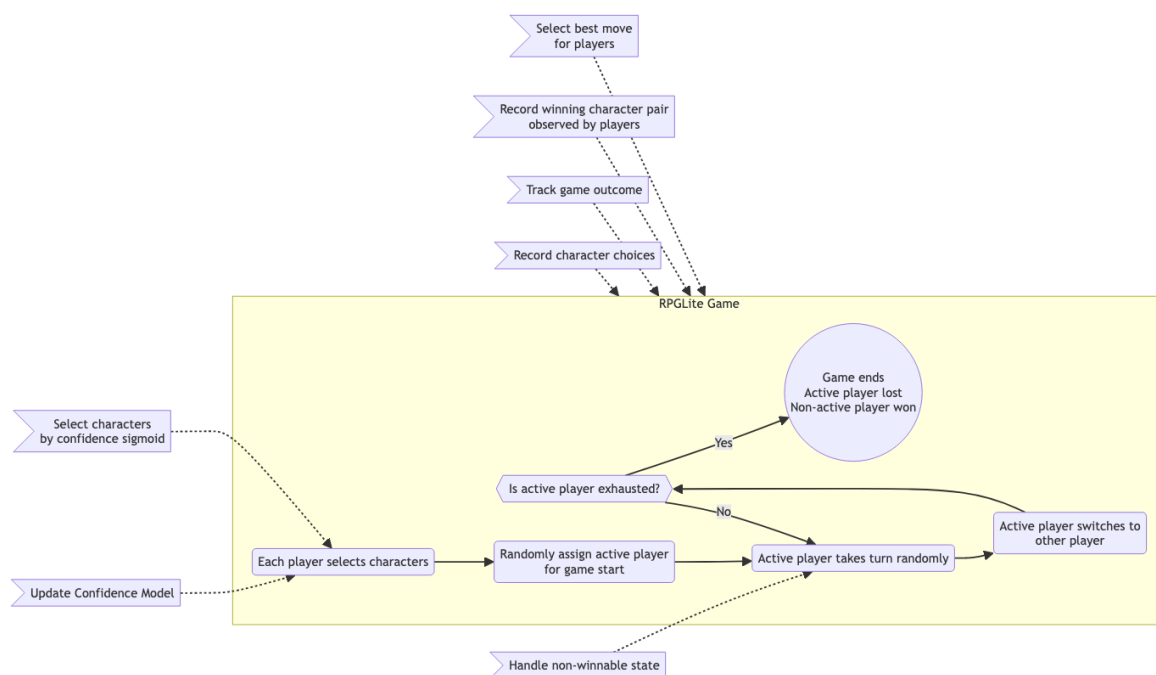 Select best move
for players
Record winning character pair
observed by players
Track game outcome
Record character choices
RPGLite Game
Game ends
Active player lost
Non-active player won
Select characters
by confidence sigmoid
Yes
Is active player exhausted?
No
Active player switches to
other player
Each player selects characters
Randomly assign active player
for game start
Active player takes turn randomly
Update Confidence Model
Handle non-winnable state